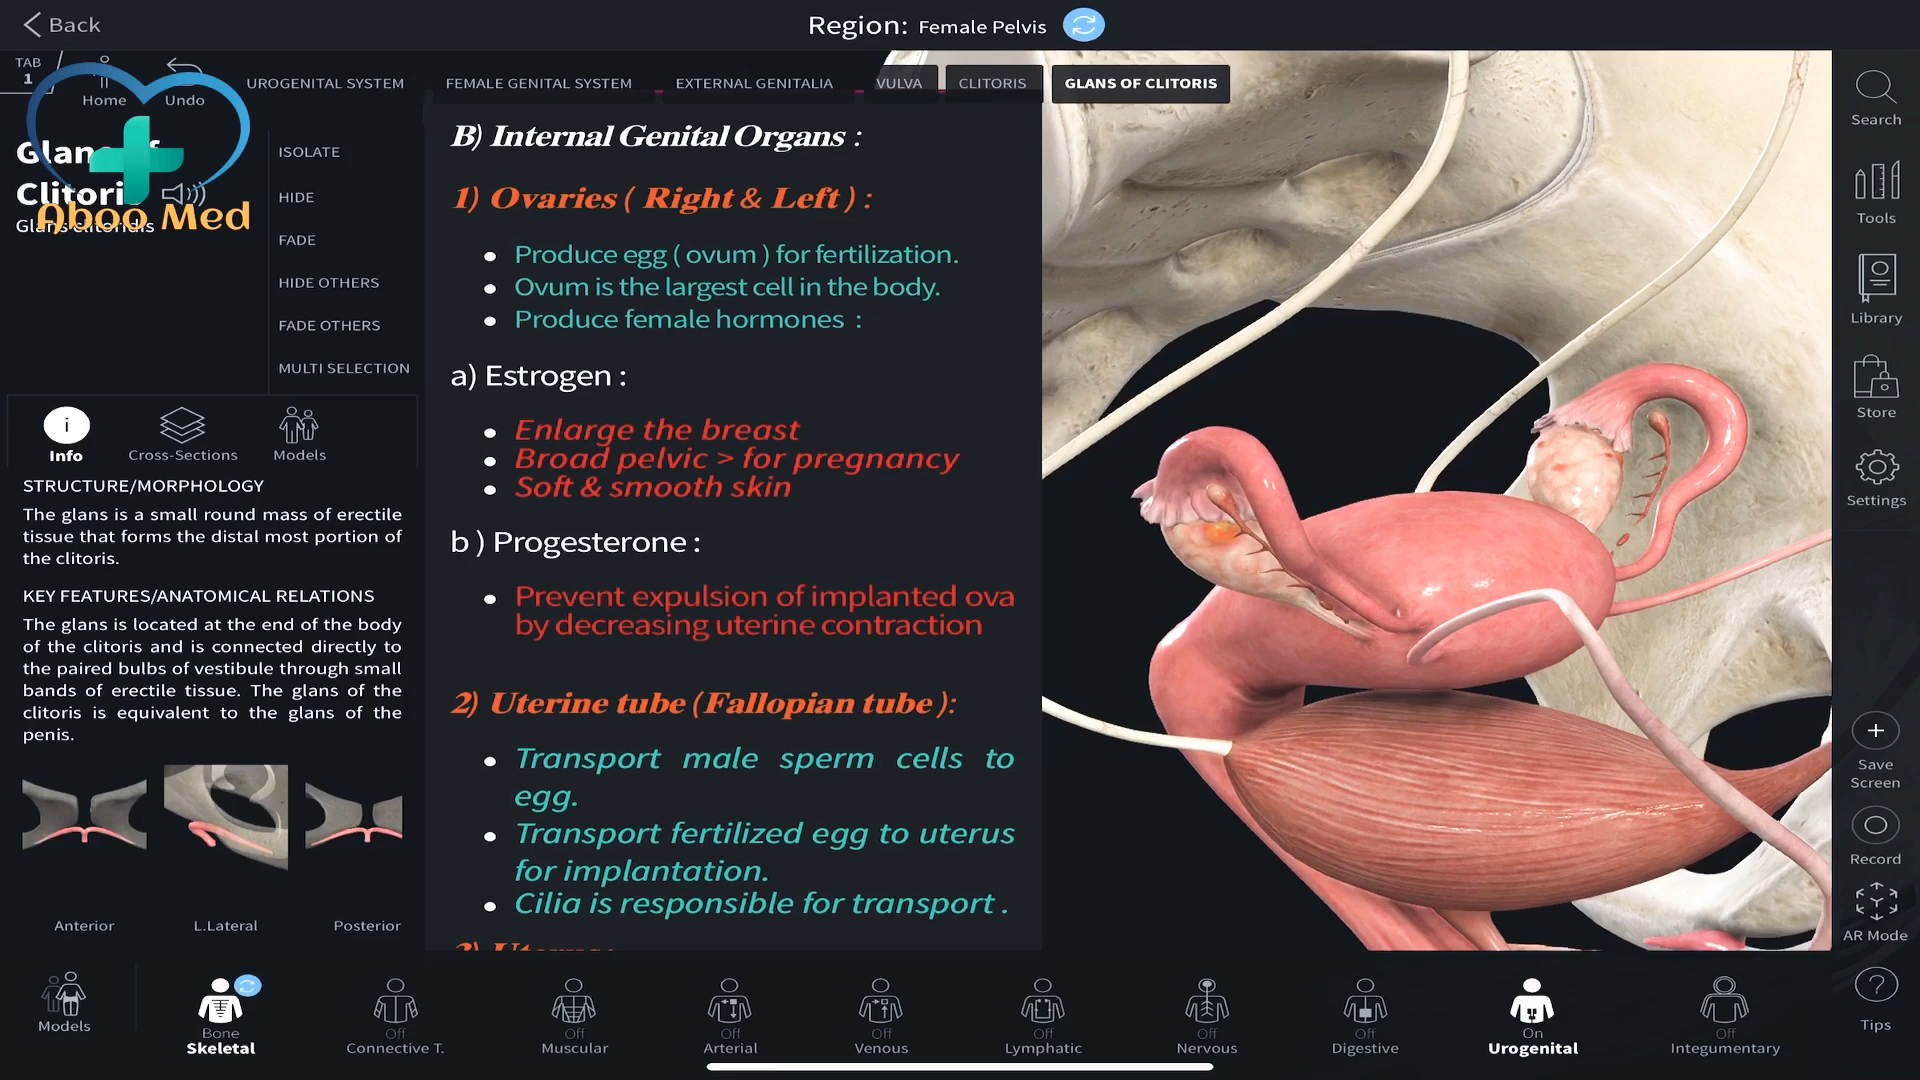 Back
Region: Female Pelvis
TAB
1
Home
Undo
UROGENITAL SYSTEM
FEMALE GENITAL SYSTEM
EXTERNAL GENITALIA
VULVA
CLITORIS
GLANS OF CLITORIS
Glans of
Clitoris
Glans clitoridis
Aboo Med
ISOLATE
HIDE
FADE
HIDE OTHERS
FADE OTHERS
MULTI SELECTION
Info
Cross-Sections
Models
STRUCTURE/MORPHOLOGY
The glans is a small round mass of erectile
tissue that forms the distal most portion of
the clitoris.
KEY FEATURES/ANATOMICAL RELATIONS
The glans is located at the end of the body
of the clitoris and is connected directly to
the paired bulbs of vestibule through small
bands of erectile tissue. The glans of the
clitoris is equivalent to the glans of the
penis.
Anterior
L.Lateral
Posterior
B) Internal Genital Organs :
1) Ovaries ( Right & Left ) :
• Produce egg ( ovum ) for fertilization.
• Ovum is the largest cell in the body.
• Produce female hormones :
a) Estrogen :
• Enlarge the breast
• Broad pelvic > for pregnancy
• Soft & smooth skin
b ) Progesterone :
• Prevent expulsion of implanted ova
by decreasing uterine contraction
2) Uterine tube (Fallopian tube ):
• Transport male sperm cells to
egg.
• Transport fertilized egg to uterus
for implantation.
• Cilia is responsible for transport .
3) Uterus:
Search
Tools
Library
Store
Settings
Save
Screen
Record
AR Mode
Tips
Models
Bone
Skeletal
Off
Connective T.
Off
Muscular
Off
Arterial
Off
Venous
Off
Lymphatic
Off
Nervous
Off
Digestive
On
Urogenital
Off
Integumentary